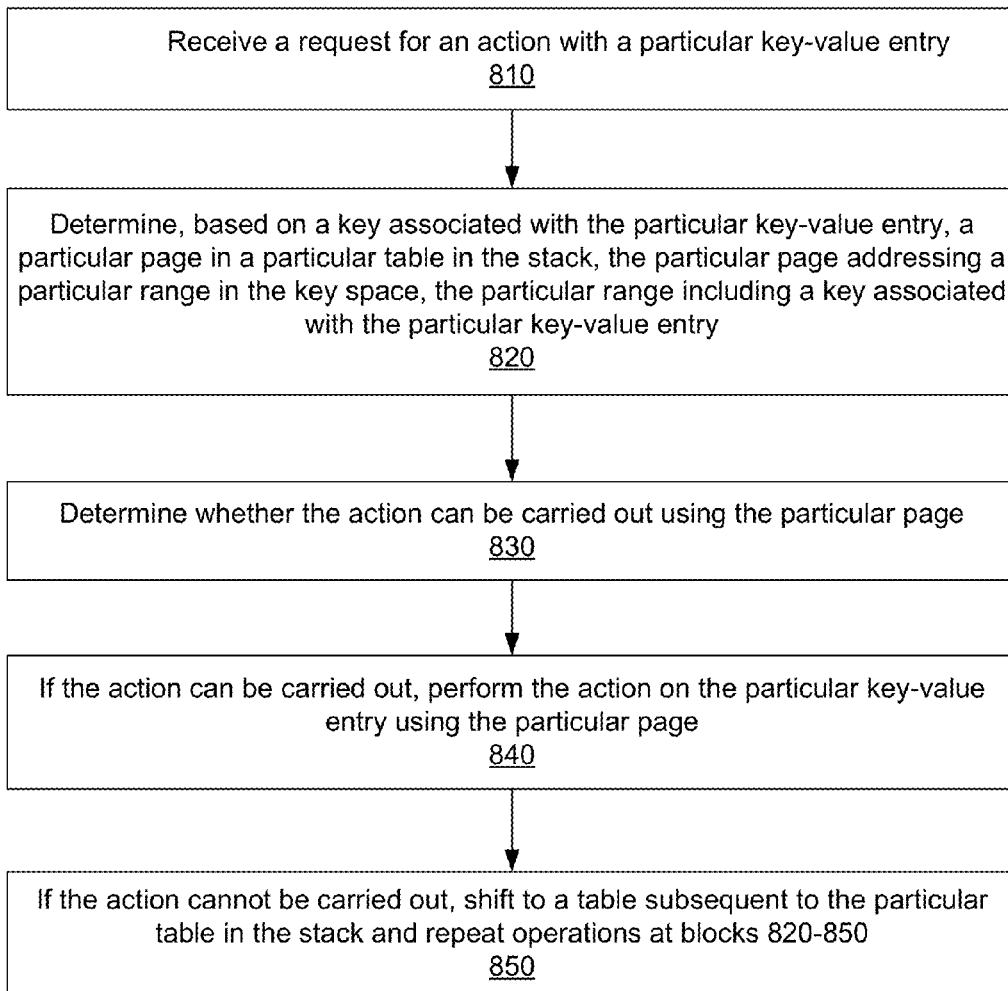 Receive a request for an action with a particular key-value entry
810
Determine, based on a key associated with the particular key-value entry, a
particular page in a particular table in the stack, the particular page addressing a
particular range in the key space, the particular range including a key associated
with the particular key-value entry
820
Determine whether the action can be carried out using the particular page
830
If the action can be carried out, perform the action on the particular key-value
entry using the particular page
840
If the action cannot be carried out, shift to a table subsequent to the particular
table in the stack and repeat operations at blocks 820-850
850